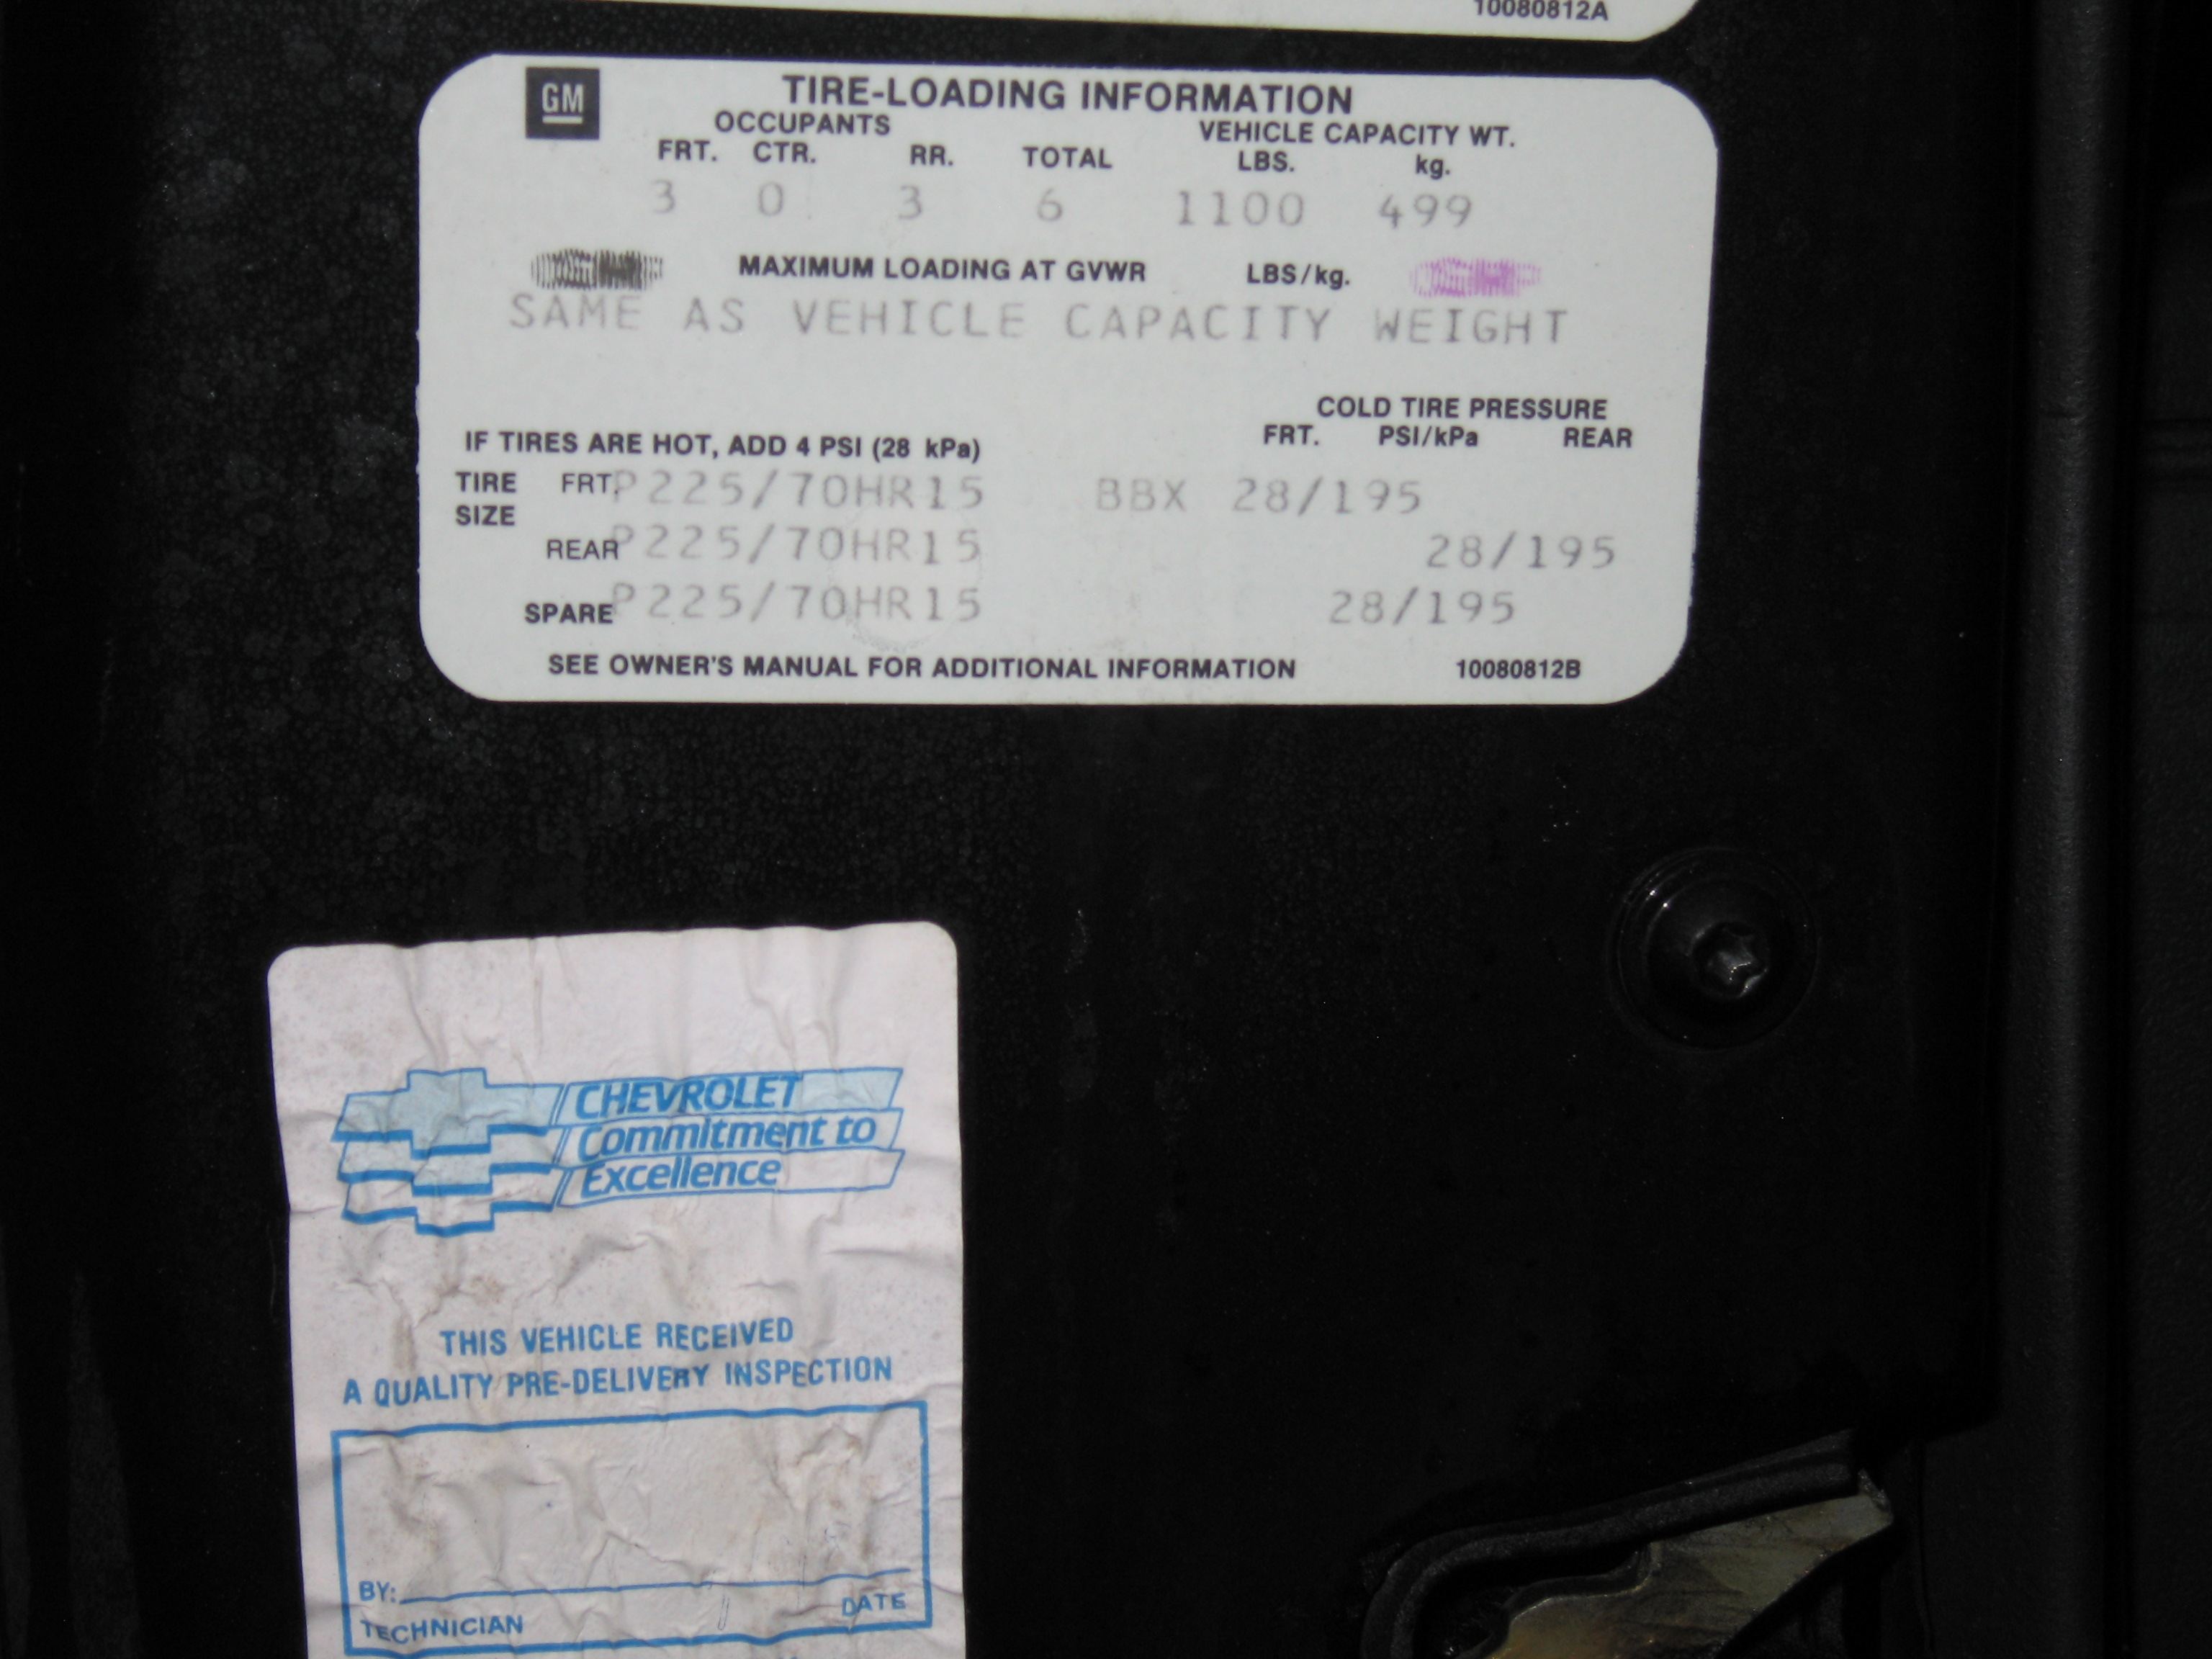 10080812A
GM
TIRE-LOADING INFORMATION
OCCUPANTS VEHICLE CAPACITY WT.
FRT. CTR. RR. TOTAL LBS. kg.
3 0 3 6 1100 499
MAXIMUM LOADING AT GVWR LBS/kg.
SAME AS VEHICLE CAPACITY WEIGHT
COLD TIRE PRESSURE
IF TIRES ARE HOT, ADD 4 PSI (28 kPa) FRT. PSI/kPa REAR
TIRE SIZE FRT. P225/70HR15 BBX 28/195
REAR P225/70HR15 28/195
SPARE P225/70HR15 28/195
SEE OWNER'S MANUAL FOR ADDITIONAL INFORMATION 10080812B
CHEVROLET
Commitment to
Excellence
THIS VEHICLE RECEIVED
A QUALITY PRE-DELIVERY INSPECTION
BY:
TECHNICIAN DATE